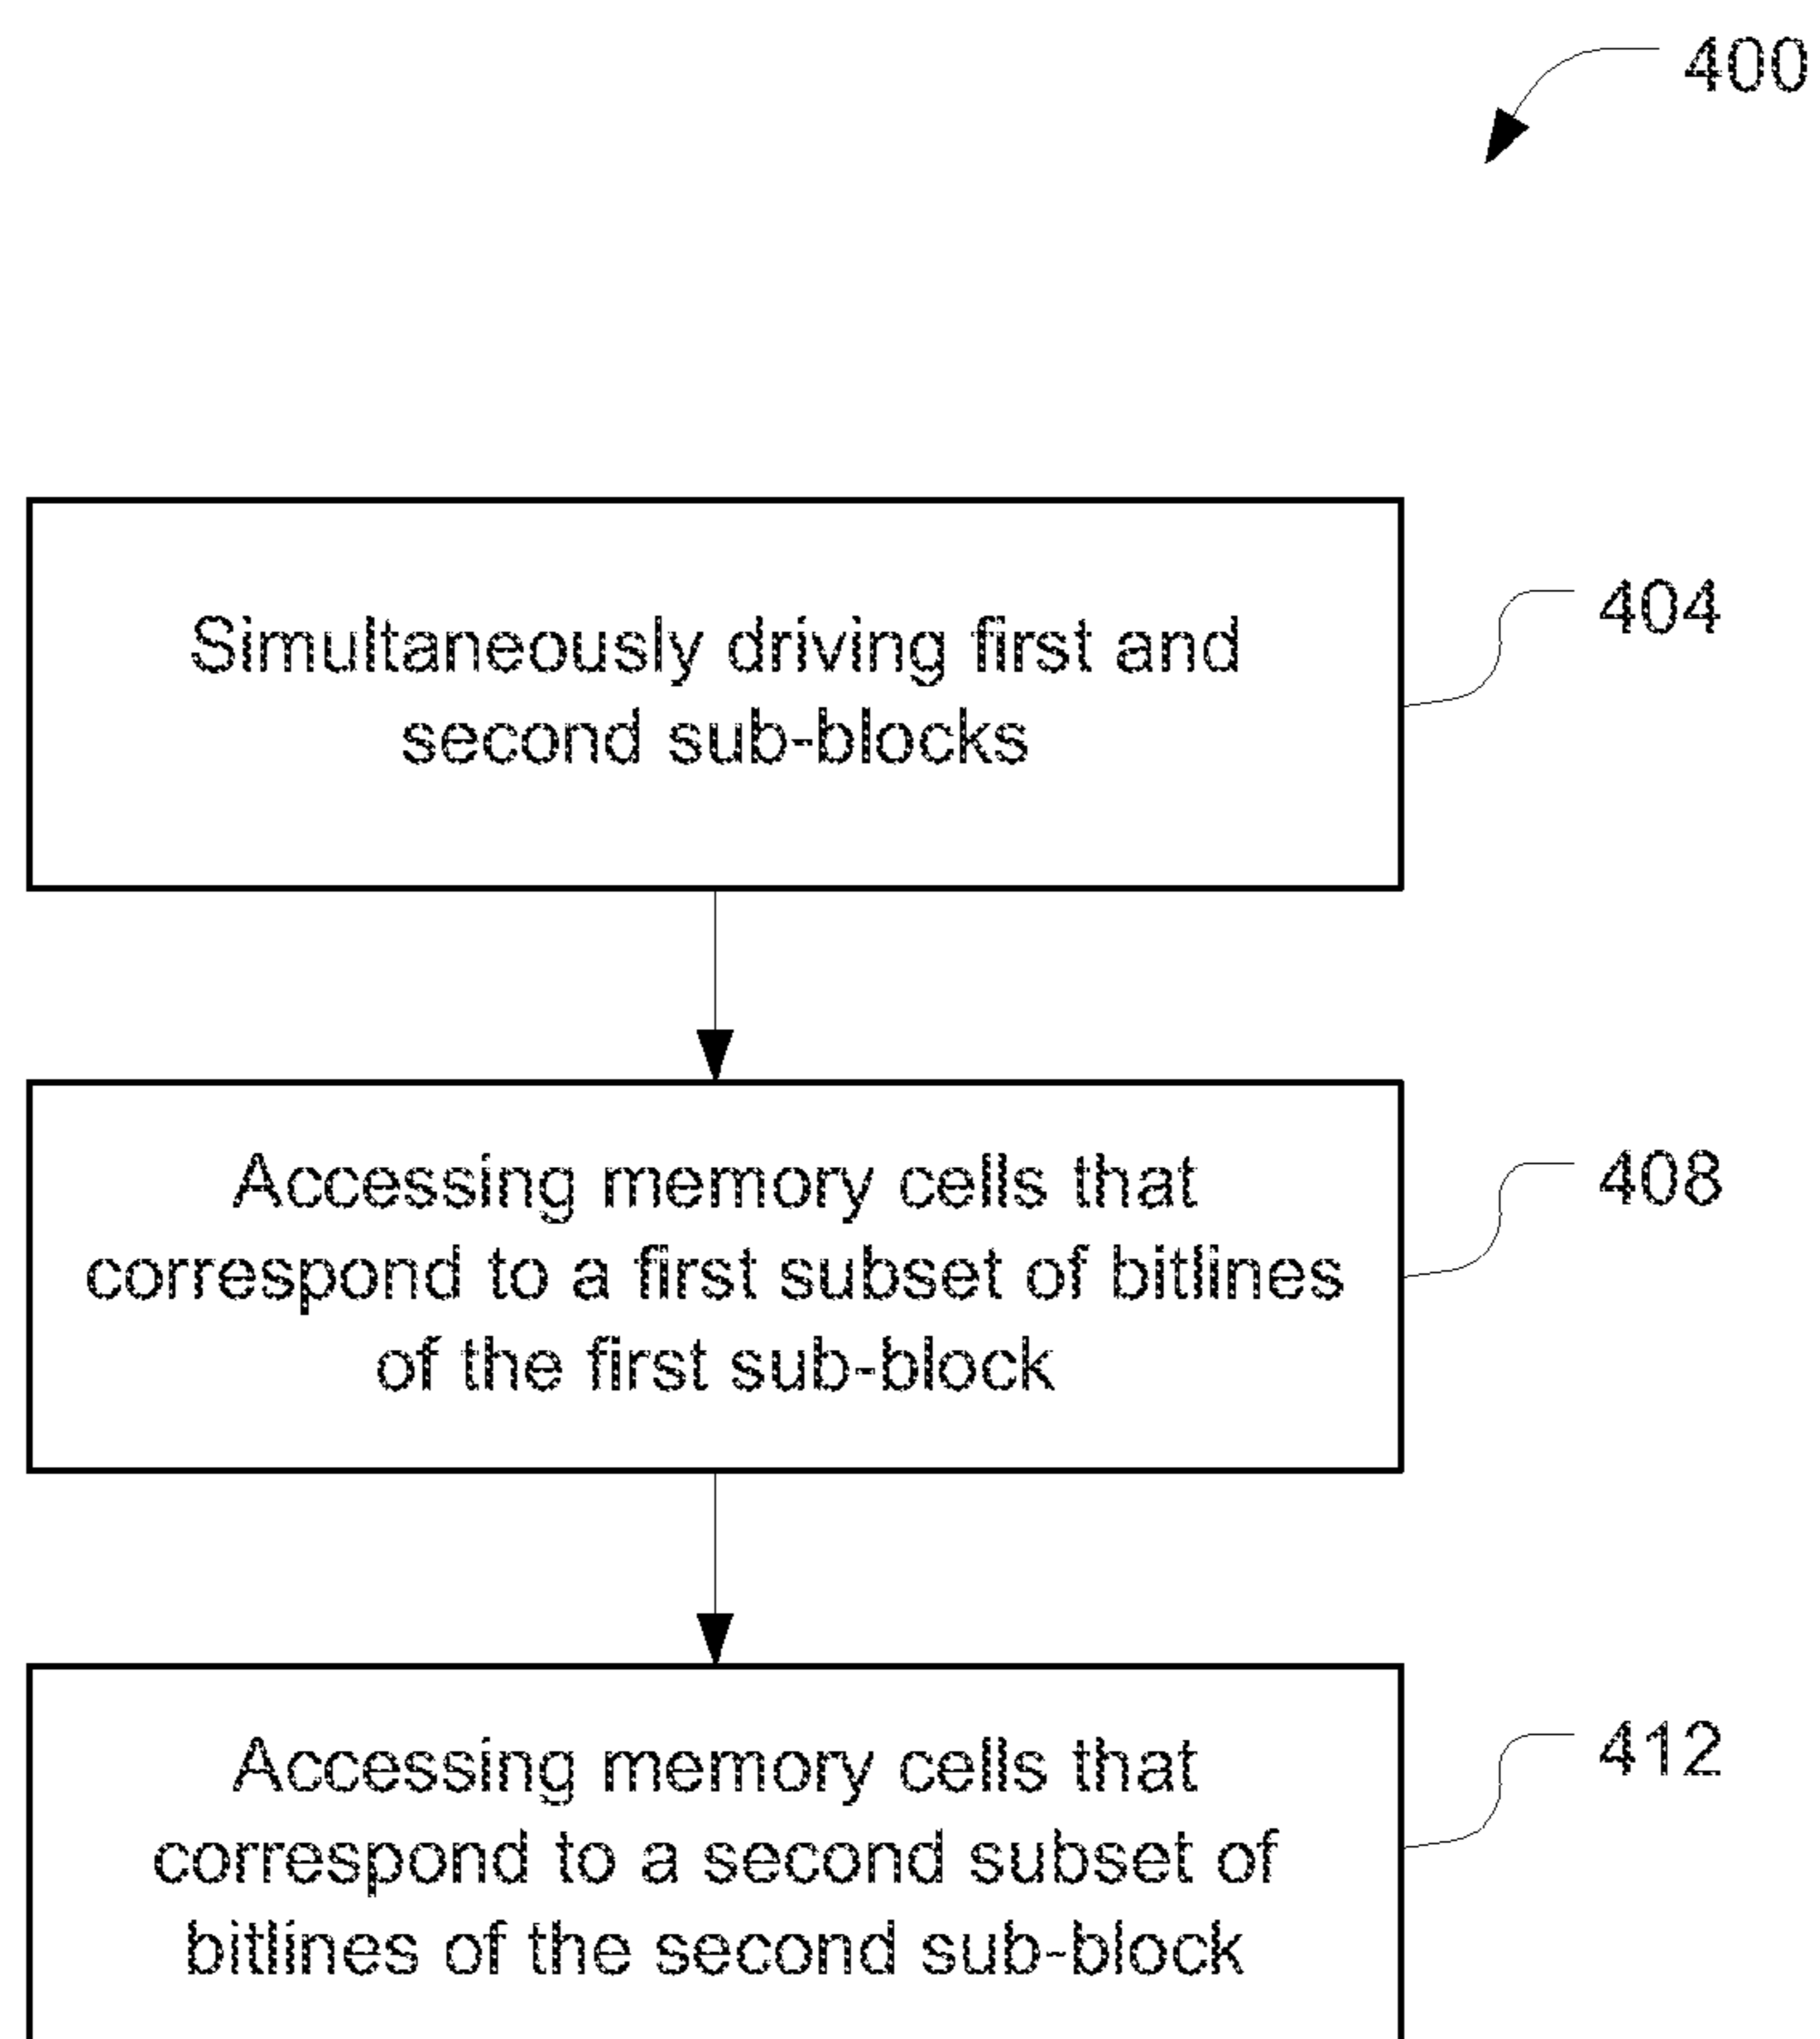 400
Simultaneously driving first and
second sub-blocks
404
Accessing memory cells that
correspond to a first subset of bitlines
of the first sub-block
408
Accessing memory cells that
correspond to a second subset of
bitlines of the second sub-block
412